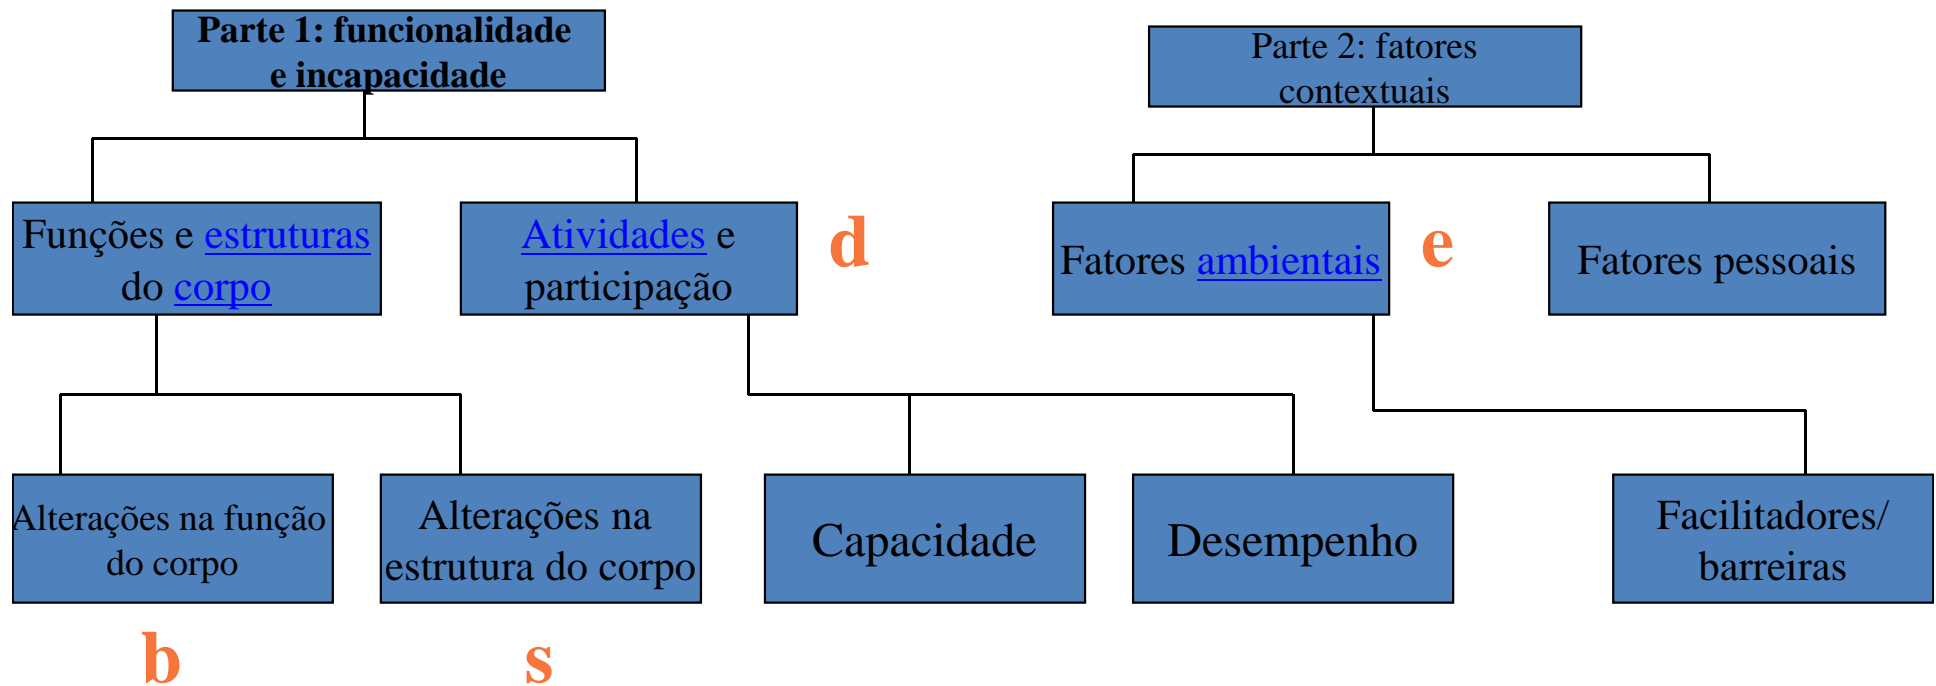 Parte 1: funcionalidade
e incapacidade
Parte 2: fatores
contextuais
Funções e estruturas
do corpo
Atividades e
participação
d
Fatores ambientais
e
Fatores pessoais
Alterações na função
do corpo
Alterações na
estrutura do corpo
Capacidade
Desempenho
Facilitadores/
barreiras
b
s